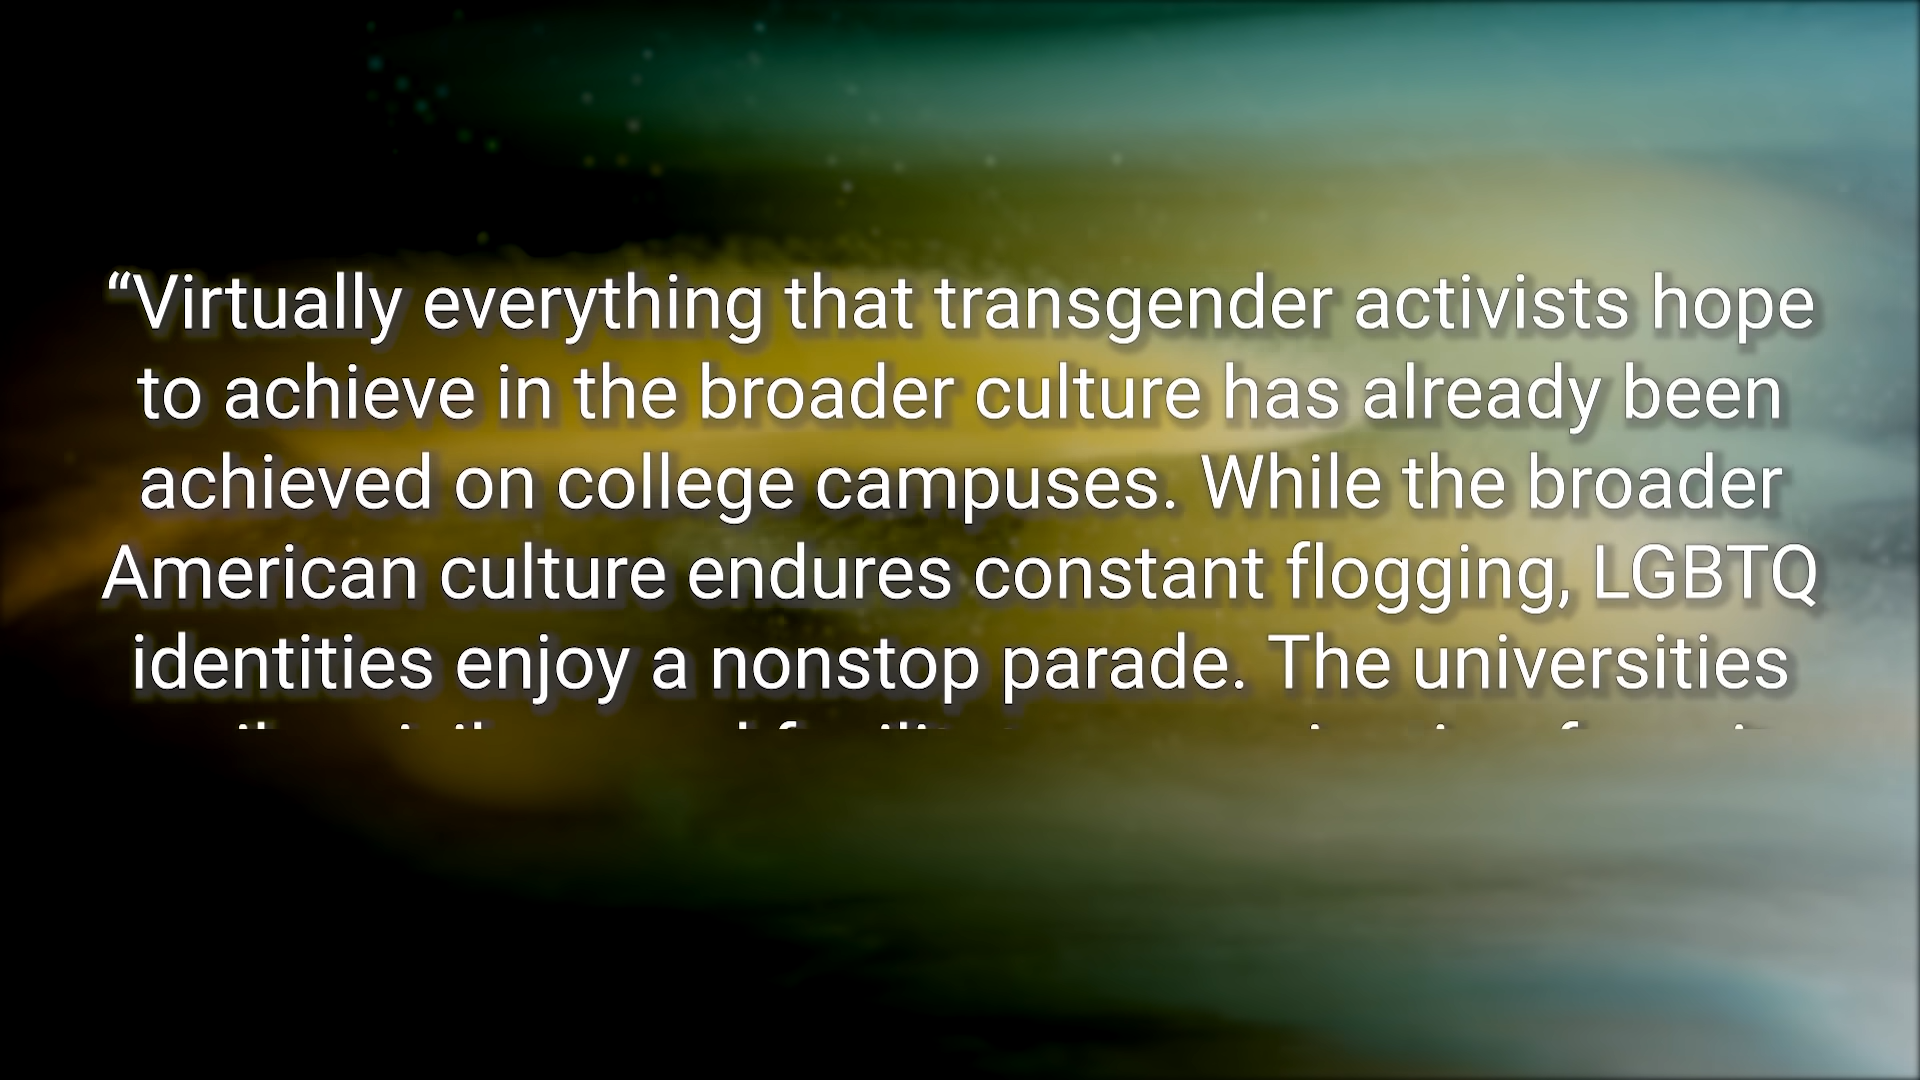 “Virtually everything that transgender activists hope
to achieve in the broader culture has already been
achieved on college campuses. While the broader
American culture endures constant flogging, LGBTQ
identities enjoy a nonstop parade. The universities